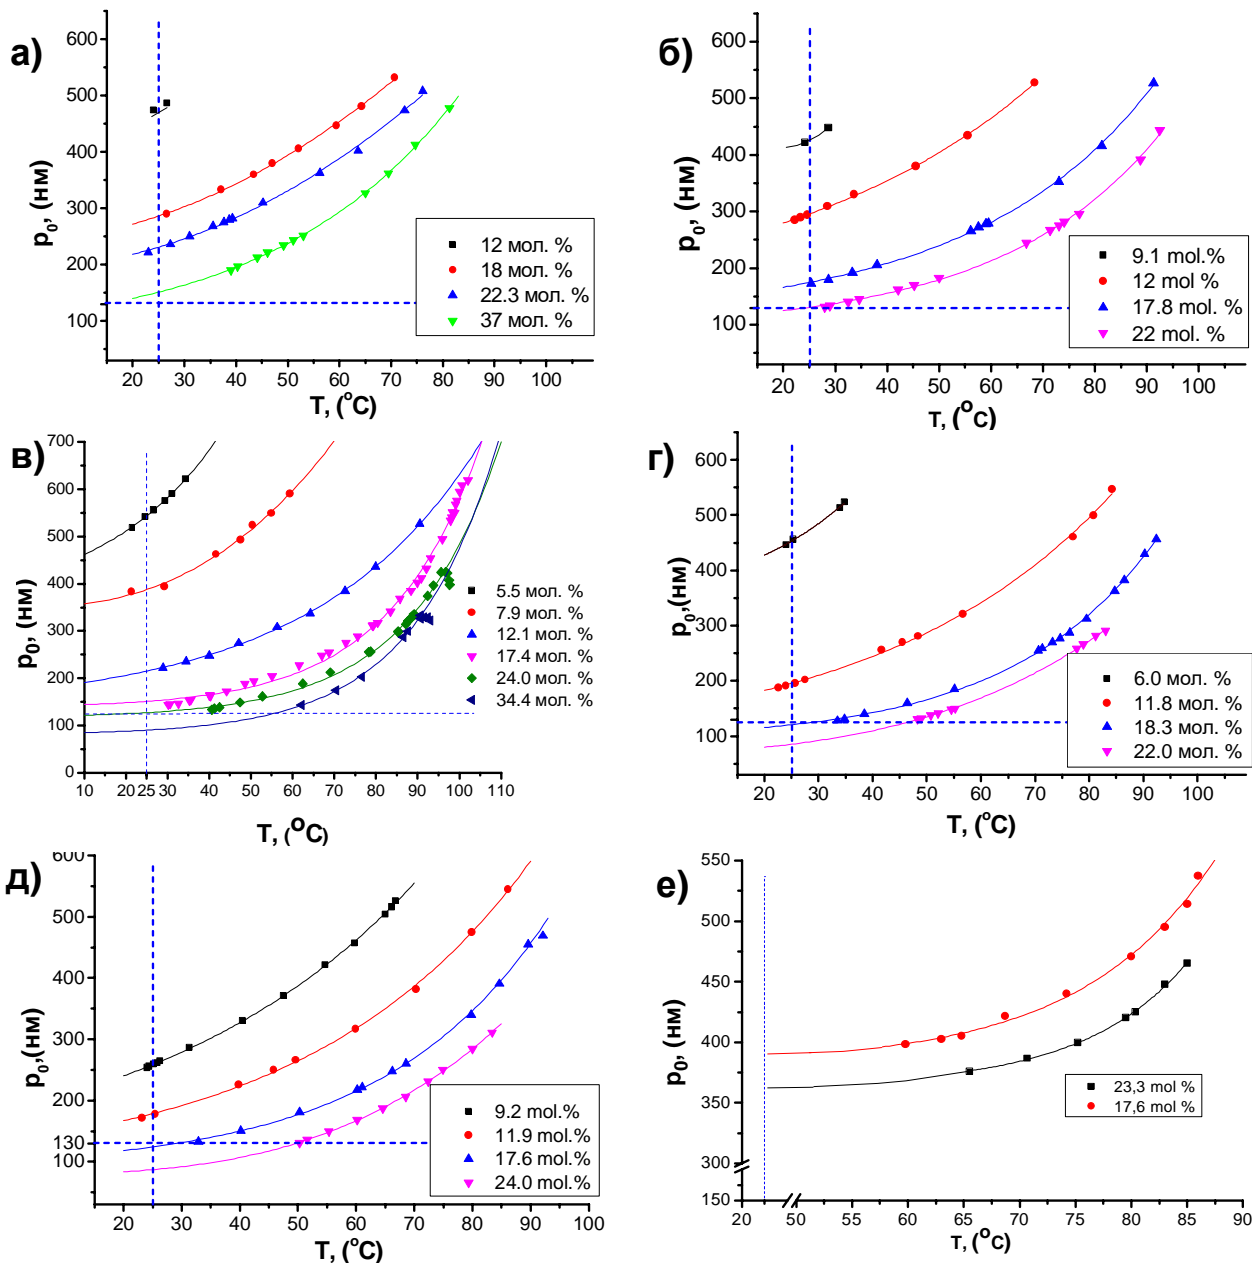 а)
600
500
400
300
200
100
p₀, (нм)
20 30 40 50 60 70 80 90 100
T, (°C)
12 мол. %
18 мол. %
22.3 мол. %
37 мол. %
б)
600
500
400
300
200
100
p₀, (нм)
20 30 40 50 60 70 80 90 100
T, (°C)
9.1 mol.%
12 mol %
17.8 mol. %
22 mol. %
в)
700
600
500
400
300
200
100
0
p₀, (нм)
10 20 25 30 40 50 60 70 80 90 100 110
T, (°C)
5.5 мол. %
7.9 мол. %
12.1 мол. %
17.4 мол. %
24.0 мол. %
34.4 мол. %
г)
600
500
400
300
200
100
p₀,(нм)
20 30 40 50 60 70 80 90 100
T, (°C)
6.0 мол. %
11.8 мол. %
18.3 мол. %
22.0 мол. %
д)
600
500
400
300
200
130
100
p₀,(нм)
20 30 40 50 60 70 80 90 100
T, (°C)
9.2 mol.%
11.9 mol.%
17.6 mol.%
24.0 mol.%
е)
550
500
450
400
350
300
150
p₀, (нм)
20 50 55 60 65 70 75 80 85 90
T, (°C)
23,3 mol %
17,6 mol %